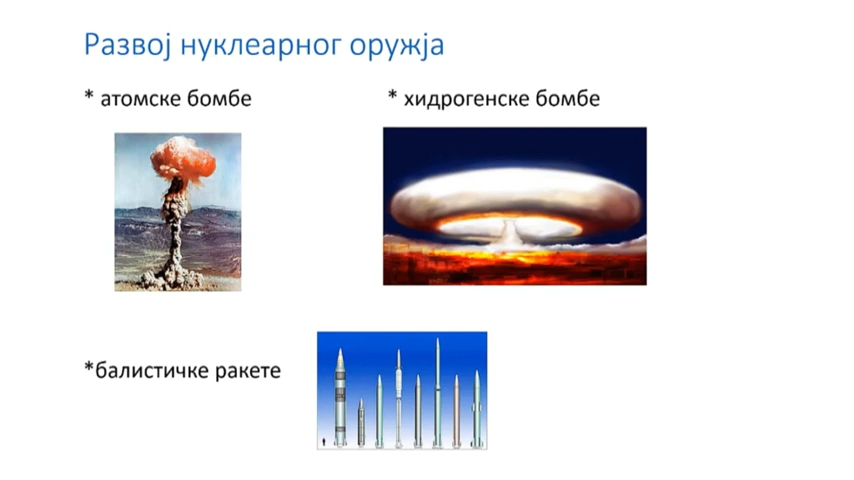 Развој нуклеарног оружја
* атомске бомбе
* хидрогенске бомбе
*балистичке ракете